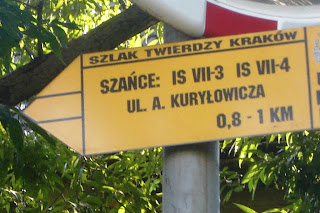 SZLAK TWIERDZY KRAKÓW
SZAŃCE: IS VII-3 IS VII-4
UL. A. KURYŁOWICZA
0,8 - 1 KM